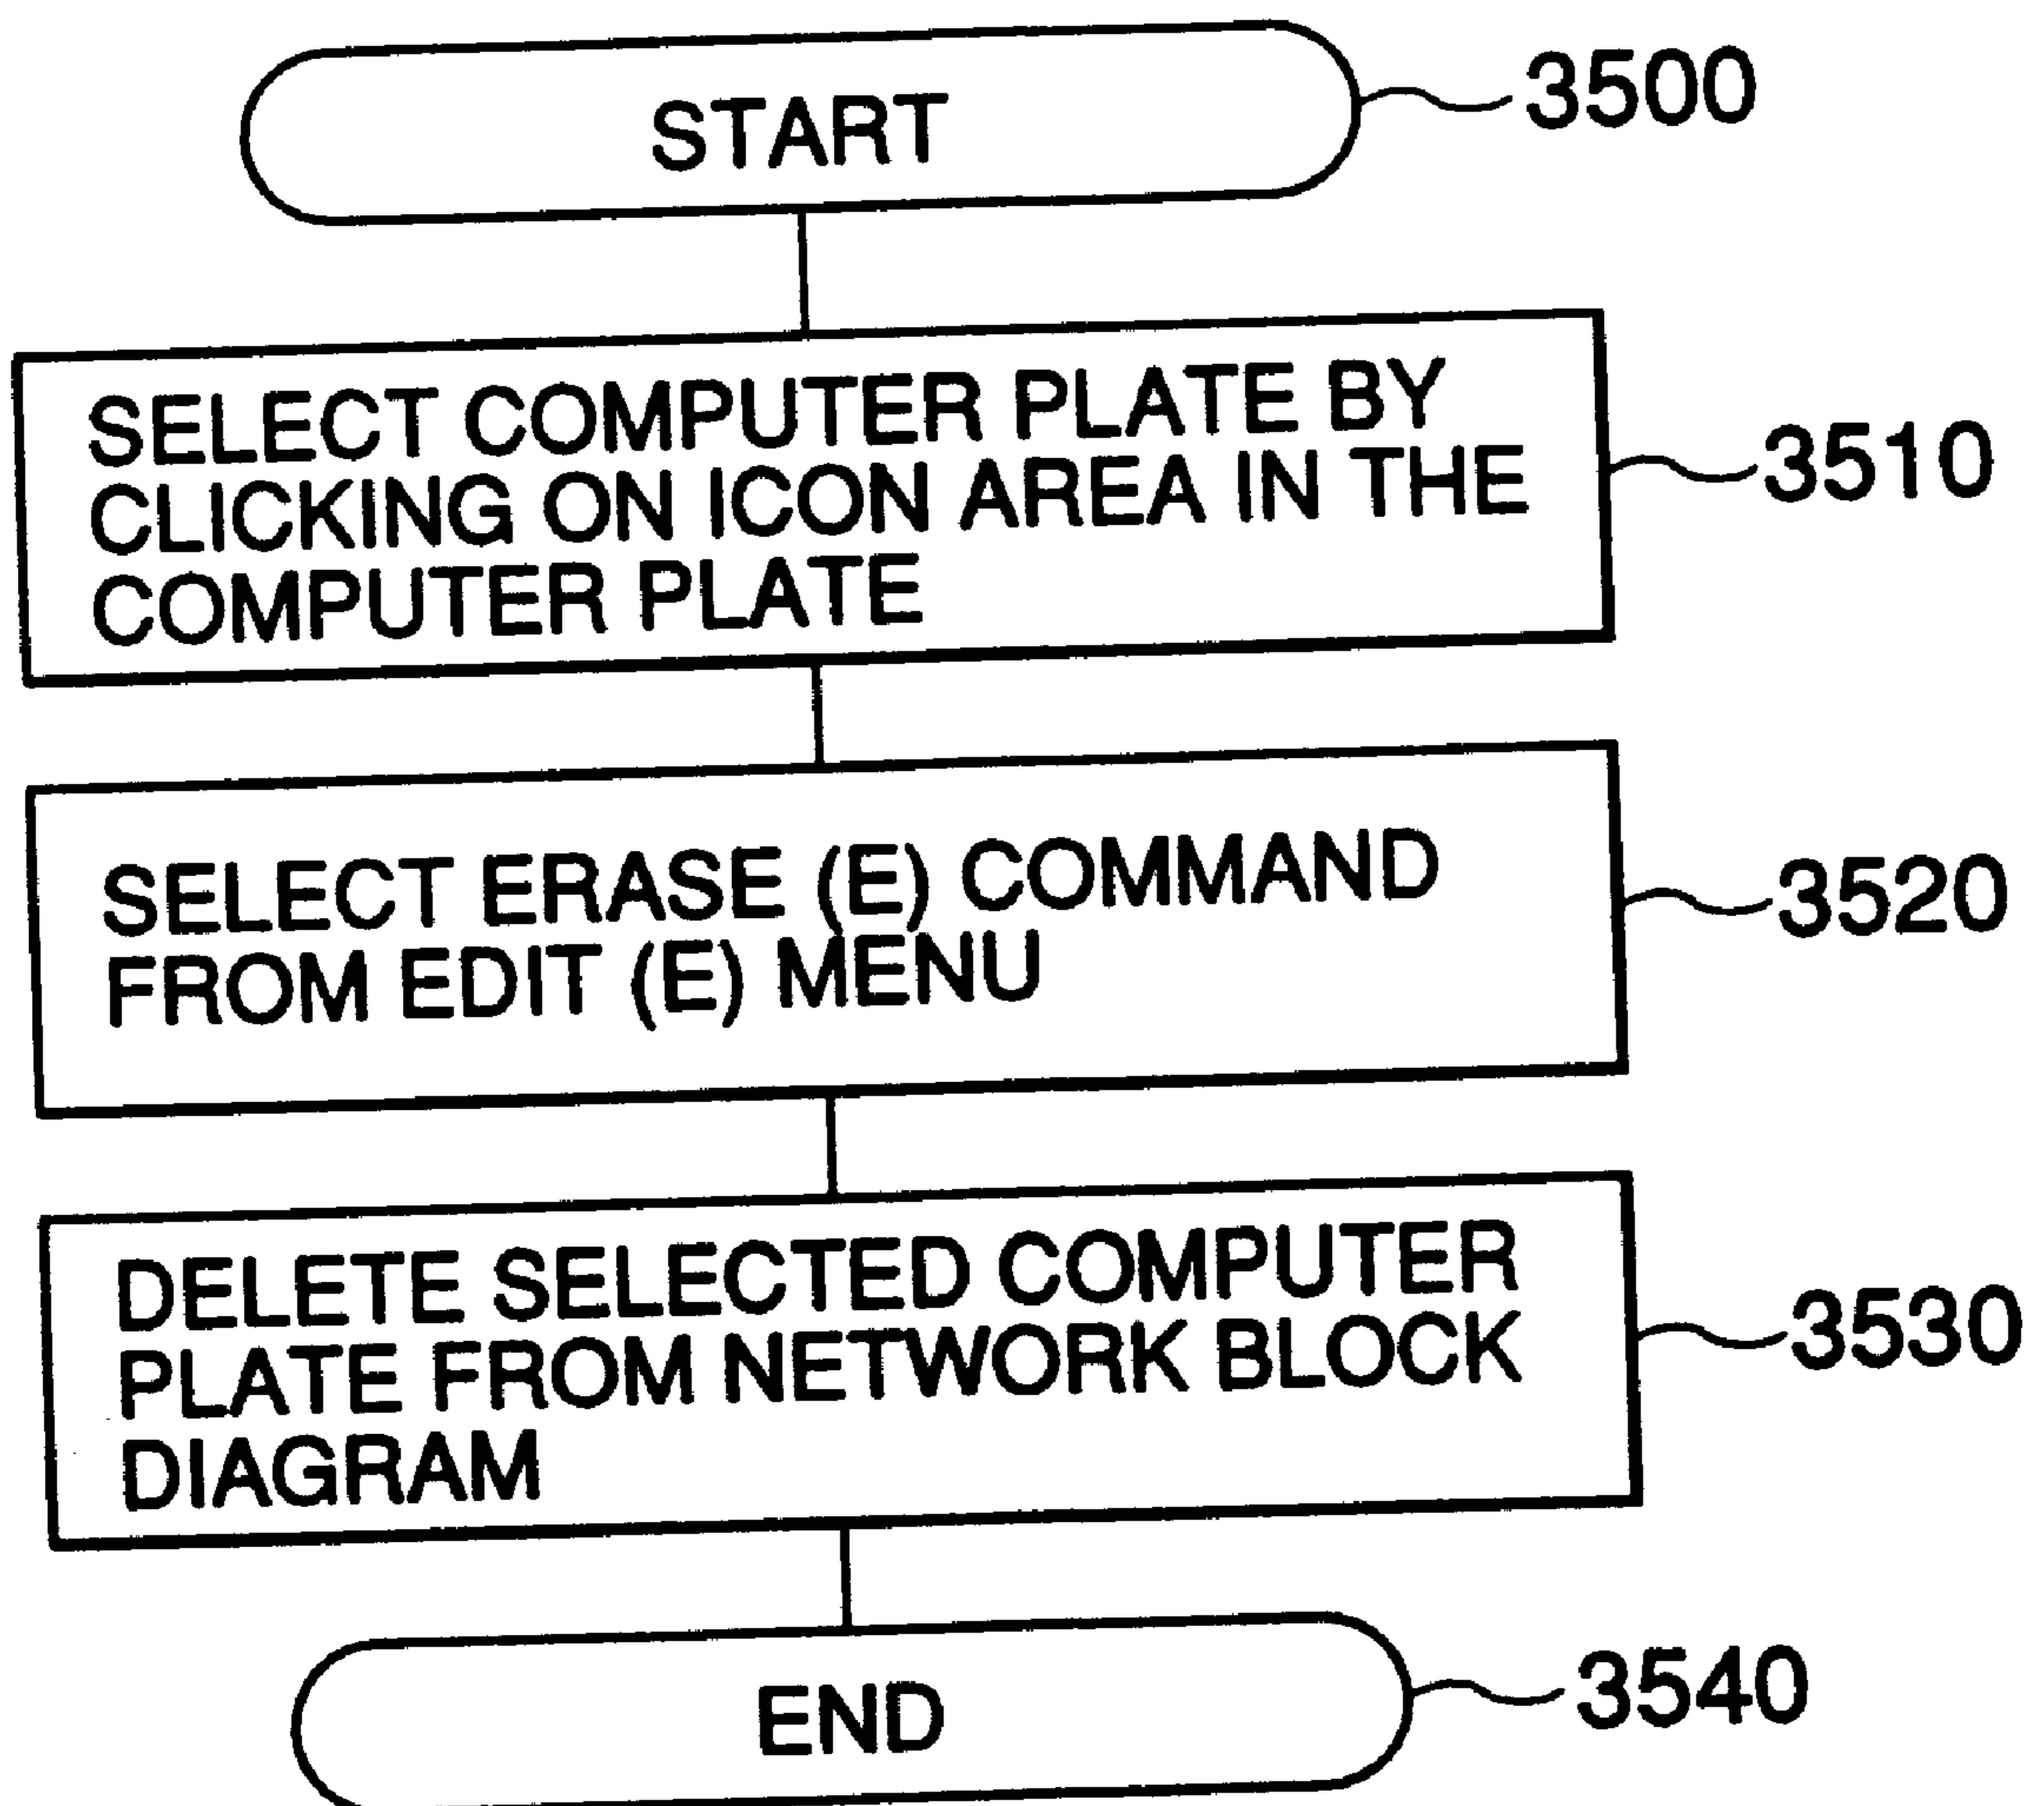 START
3500
SELECT COMPUTER PLATE BY
CLICKING ON ICON AREA IN THE
COMPUTER PLATE
3510
SELECT ERASE (E) COMMAND
FROM EDIT (E) MENU
3520
DELETE SELECTED COMPUTER
PLATE FROM NETWORK BLOCK
DIAGRAM
3530
END
3540